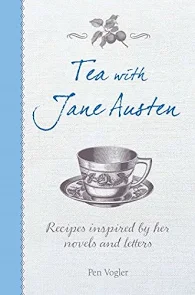 Tea with
Jane Austen
Recipes inspired by her
novels and letters
Pen Vogler